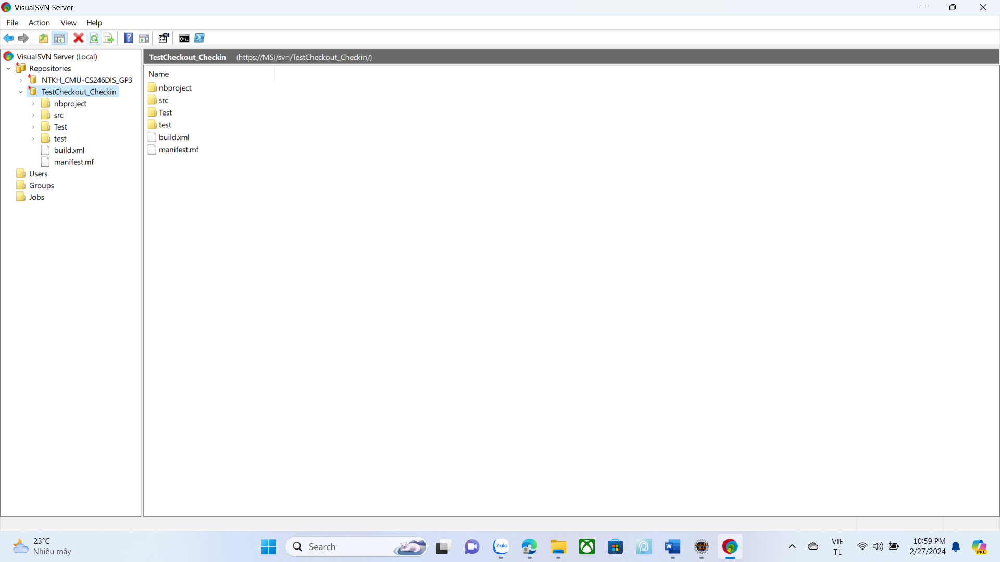 VisualSVN Server
File Action View Help
VisualSVN Server (Local)
Repositories
NTKH_CMU-CS246DIS_GP3
TestCheckout_Checkin
nbproject
src
Test
test
build.xml
manifest.mf
Users
Groups
Jobs
TestCheckout_Checkin (https://MSI/svn/TestCheckout_Checkin/)
Name
nbproject
src
Test
test
build.xml
manifest.mf
23°C
Nhiều mây
Search
Zalo
VIE
TL
10:59 PM
2/27/2024
PRE